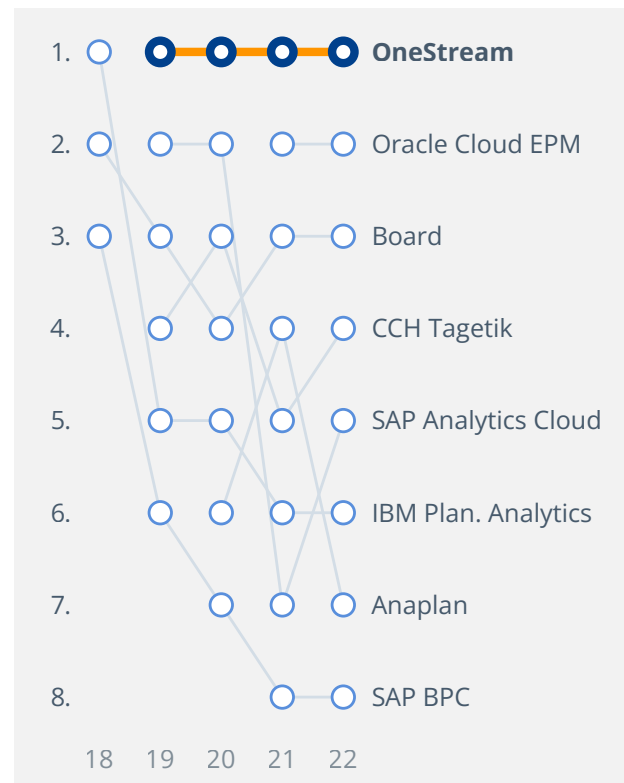 1. OneStream
2. Oracle Cloud EPM
3. Board
4. CCH Tagetik
5. SAP Analytics Cloud
6. IBM Plan. Analytics
7. Anaplan
8. SAP BPC
18 19 20 21 22